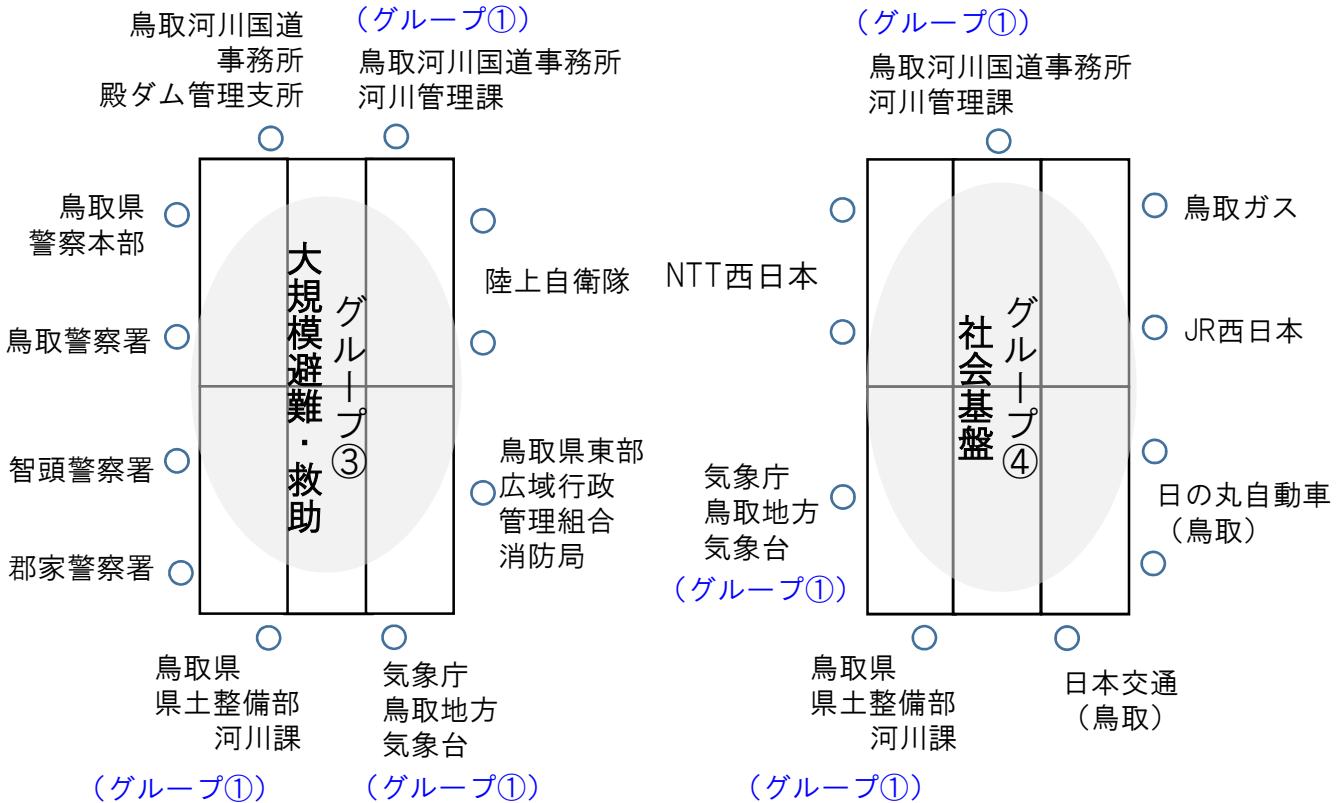 鳥取河川国道
事務所
殿ダム管理支所
（グループ①）
鳥取河川国道事務所
河川管理課
鳥取県
警察本部
鳥取警察署
智頭警察署
郡家警察署
大規模避難・救助
グループ③
陸上自衛隊
鳥取県東部
広域行政
管理組合
消防局
鳥取県
県土整備部
河川課
（グループ①）
気象庁
鳥取地方
気象台
（グループ①）
（グループ①）
鳥取河川国道事務所
河川管理課
NTT西日本
気象庁
鳥取地方
気象台
（グループ①）
社会基盤
グループ④
鳥取ガス
JR西日本
日の丸自動車
（鳥取）
鳥取県
県土整備部
河川課
（グループ①）
日本交通
（鳥取）